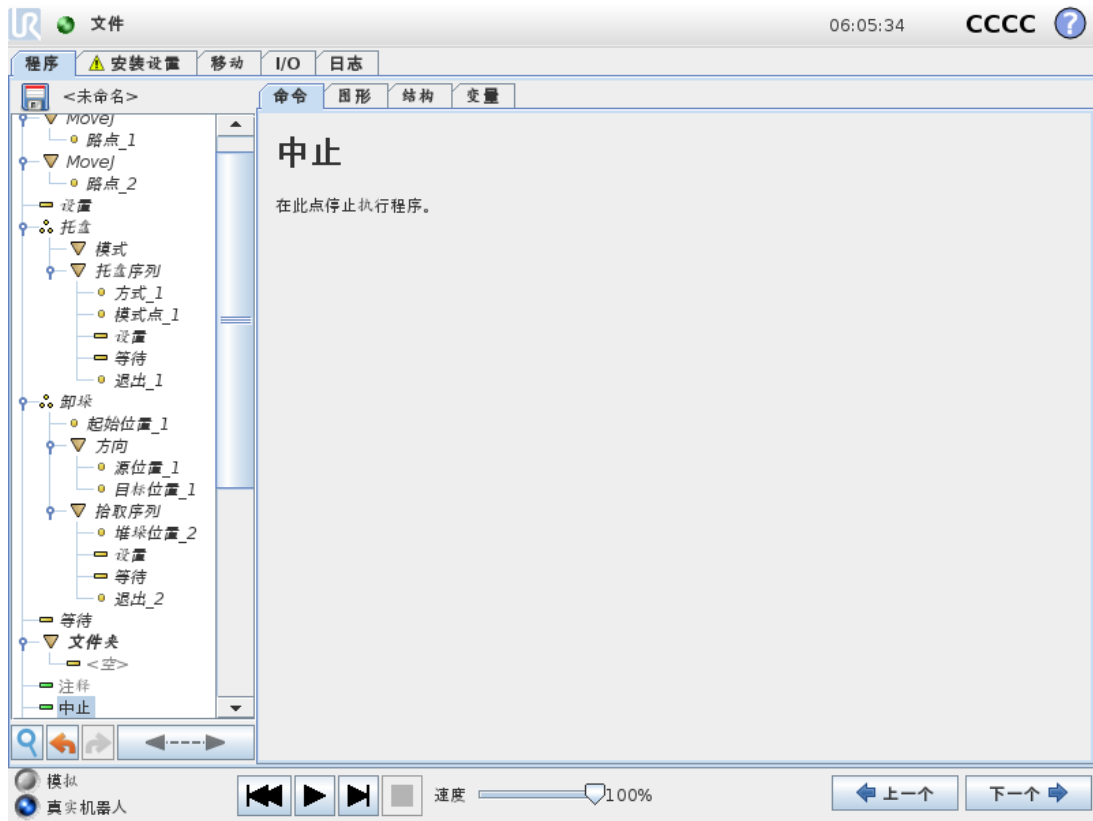 UR 文件 06:05:34 CCCC ?
程序 安装设置 移动 I/O 日志
<未命名>
命令 图形 结构 变量
MoveJ
路点_1
MoveJ
路点_2
设置
托盘
模式
托盘序列
方式_1
模式点_1
设置
等待
退出_1
卸垛
起始位置_1
方向
源位置_1
目标位置_1
拾取序列
堆垛位置_2
设置
等待
退出_2
等待
文件夹
<空>
注释
中止
中止
在此点停止执行程序。
模拟
真实机器人
速度 100%
上一个 下一个